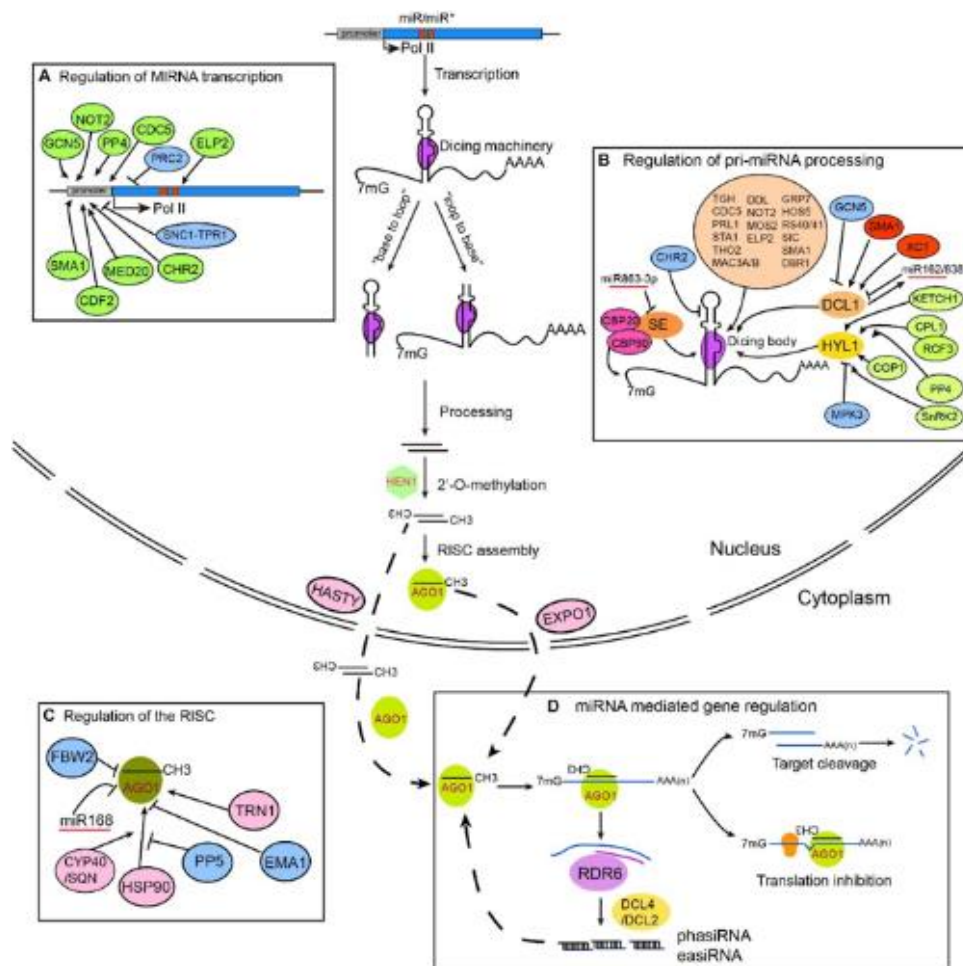 miR/miR*
promoter
Pol II
Transcription
Dicing machinery
7mG
AAAA
"base to loop"
"loop to base"
7mG
AAAA
Processing
HEN1
2'-O-methylation
CH3
CH3
RISC assembly
AGO1
CH3
Nucleus
Cytoplasm
HASTY
EXPO1
CH3
CH3
AGO1
A Regulation of MIRNA transcription
NOT2
CDC5
GCN5
PP4
PRC2
ELP2
promoter
Pol II
SNC1-TPR1
SMA1
MED20
CHR2
CDF2
B Regulation of pri-miRNA processing
TGH
CDC5
PRL1
STA1
THO2
MAC3A/B
DDL
NOT2
MOS2
ELP2
GRP7
HOS5
RS40/41
SIC
SMA1
DBR1
GCN5
SMA1
CHR2
miR162/838
miR863-3p
DCL1
KETCH1
CBP20
SE
CBP80
Dicing body
HYL1
CPL1
RCF3
COP1
7mG
AAAA
PP4
MPK3
SnRK2
C Regulation of the RISC
FBW2
CH3
AGO1
miR168
TRN1
CYP40
/SQN
HSP90
PP5
EMA1
D miRNA mediated gene regulation
AGO1
CH3
7mG
CH3
AGO1
AAA(n)
7mG
AAA(n)
Target cleavage
7mG
CH3
AGO1
AAA(n)
Translation inhibition
RDR6
DCL4
/DCL2
phasiRNA
easiRNA